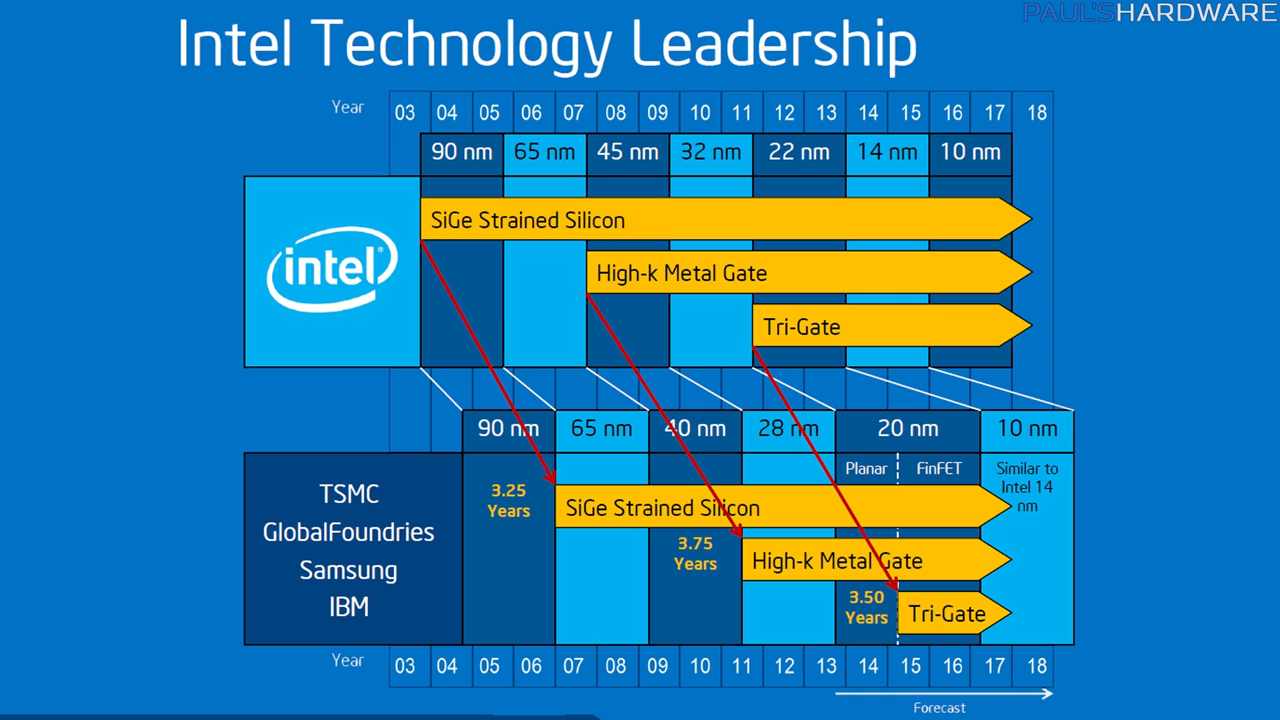 PAUL'SHARDWARE
Intel Technology Leadership
Year 03 04 05 06 07 08 09 10 11 12 13 14 15 16 17 18
90 nm 65 nm 45 nm 32 nm 22 nm 14 nm 10 nm
intel®
SiGe Strained Silicon
High-k Metal Gate
Tri-Gate
90 nm 65 nm 40 nm 28 nm 20 nm 10 nm
Planar FinFET Similar to
Intel 14
nm
TSMC
GlobalFoundries
Samsung
IBM
3.25
Years
SiGe Strained Silicon
3.75
Years
High-k Metal Gate
3.50
Years
Tri-Gate
Year 03 04 05 06 07 08 09 10 11 12 13 14 15 16 17 18
Forecast